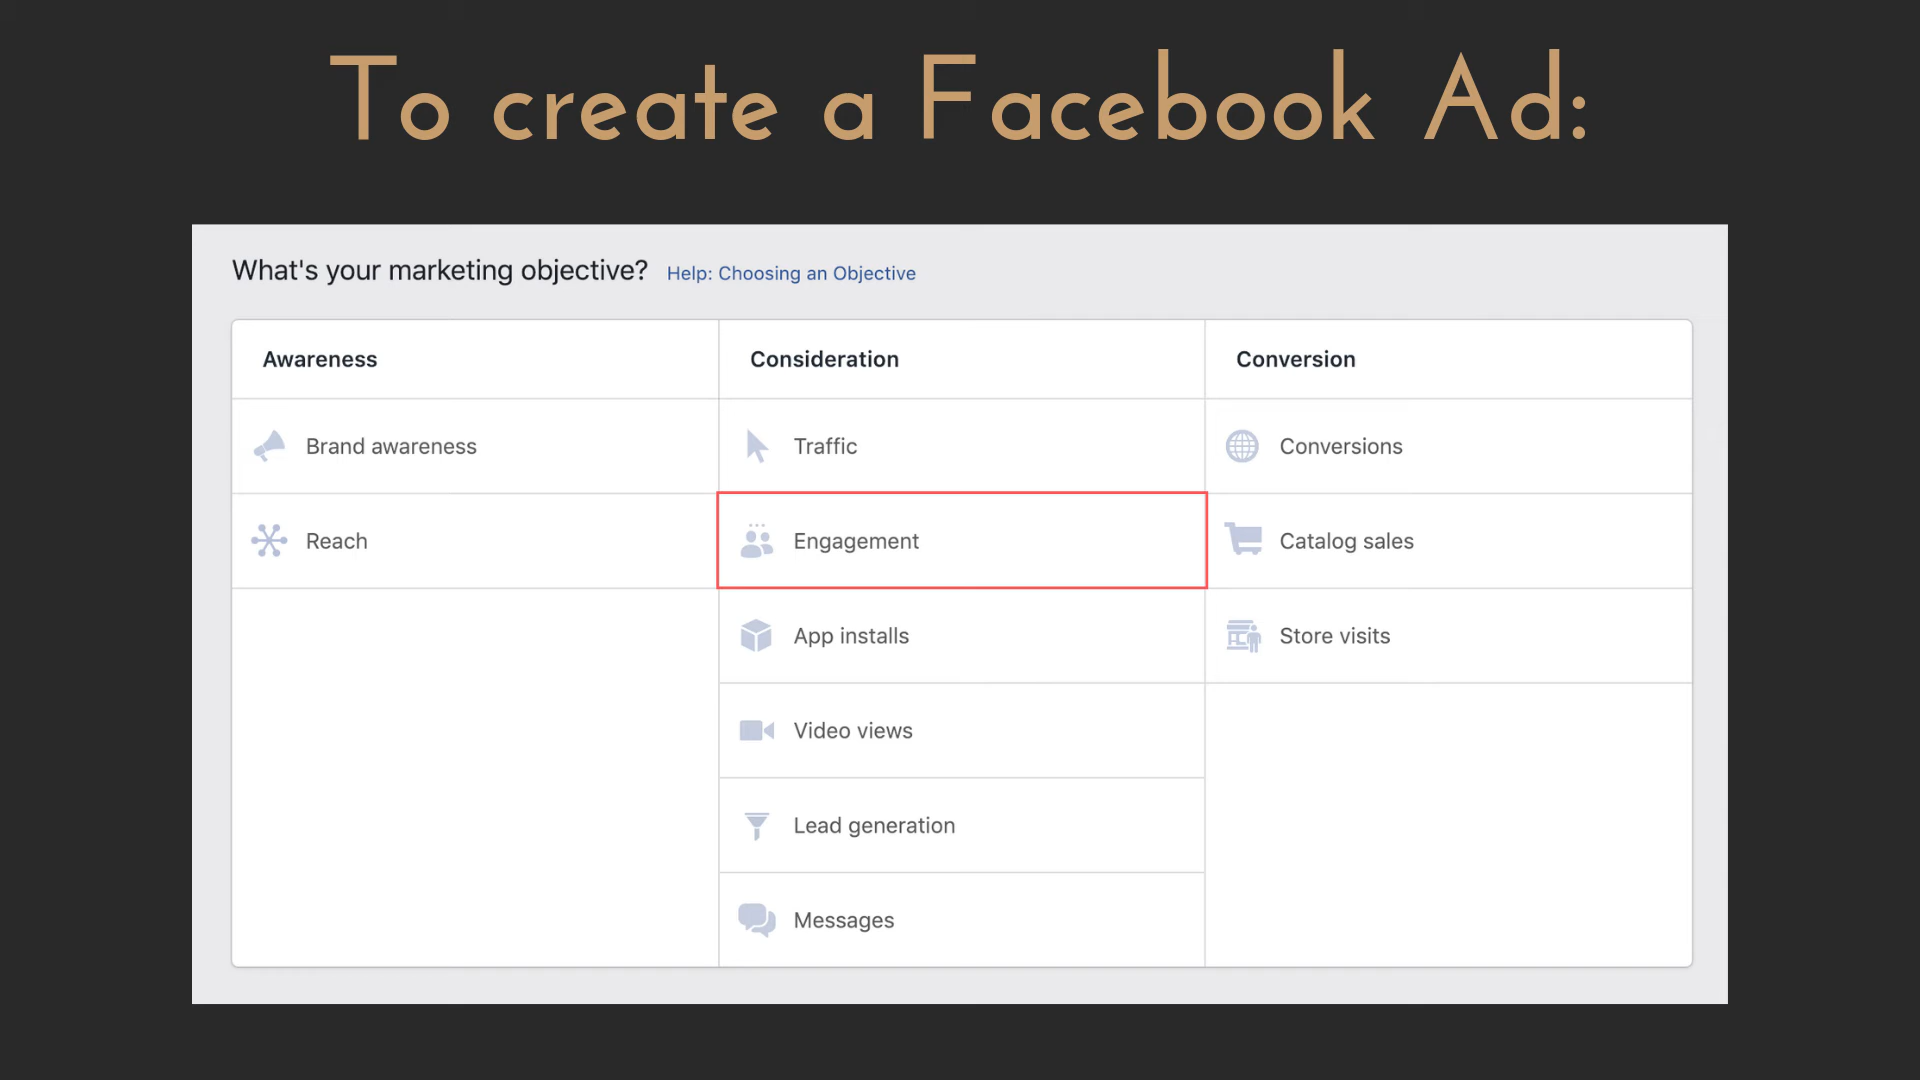 To create a Facebook Ad:
What's your marketing objective? Help: Choosing an Objective
Awareness Consideration Conversion
Brand awareness Traffic Conversions
Reach Engagement Catalog sales
App installs Store visits
Video views
Lead generation
Messages